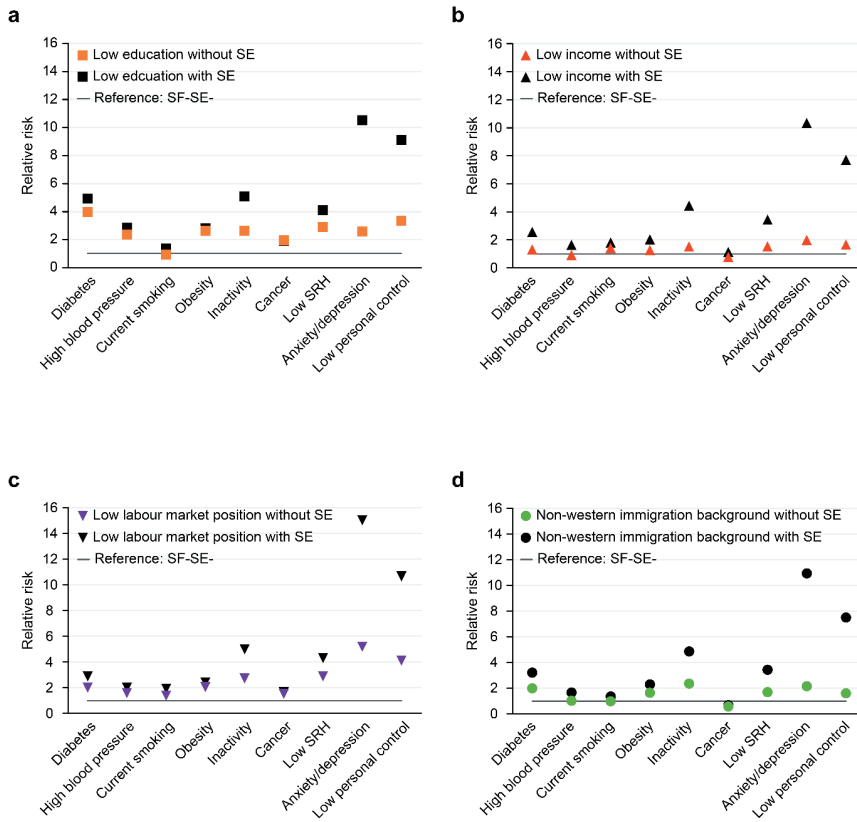 a
16
14
12
10
8
6
4
2
0
Relative risk
Low education without SE
Low edcuation with SE
Reference: SF-SE-
Diabetes
High blood pressure
Current smoking
Obesity
Inactivity
Cancer
Low SRH
Anxiety/depression
Low personal control
b
16
14
12
10
8
6
4
2
0
Relative risk
Low income without SE
Low income with SE
Reference: SF-SE-
Diabetes
High blood pressure
Current smoking
Obesity
Inactivity
Cancer
Low SRH
Anxiety/depression
Low personal control
c
16
14
12
10
8
6
4
2
0
Relative risk
Low labour market position without SE
Low labour market position with SE
Reference: SF-SE-
Diabetes
High blood pressure
Current smoking
Obesity
Inactivity
Cancer
Low SRH
Anxiety/depression
Low personal control
d
16
14
12
10
8
6
4
2
0
Relative risk
Non-western immigration background without SE
Non-western immigration background with SE
Reference: SF-SE-
Diabetes
High blood pressure
Current smoking
Obesity
Inactivity
Cancer
Low SRH
Anxiety/depression
Low personal control